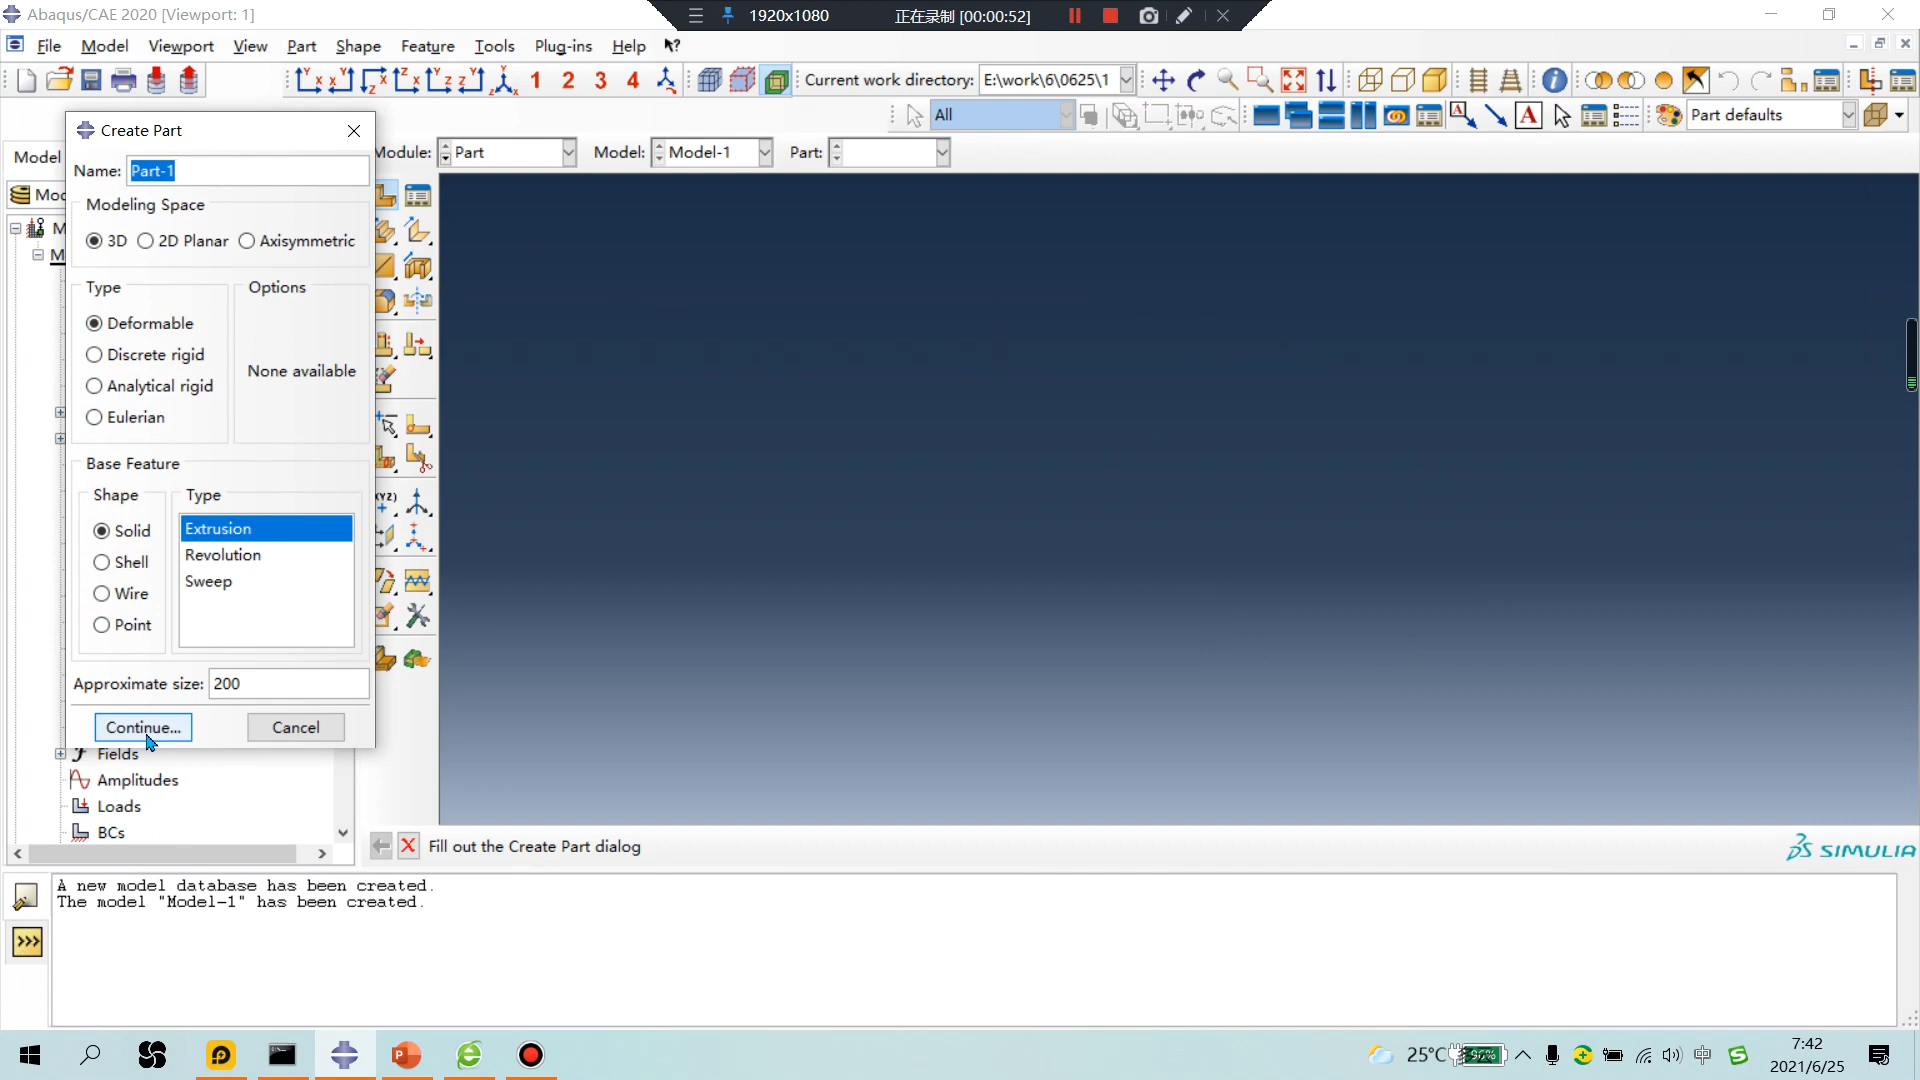 Abaqus/CAE 2020 [Viewport: 1]
1920x1080
正在录制 [00:00:52]
File Model Viewport View Part Shape Feature Tools Plug-ins Help
1 2 3 4
Current work directory: E:\work\6\0625\1
All
A
Part defaults
Create Part
Model
Module: Part Model: Model-1 Part:
Name: Part-1
Modeling Space
3D 2D Planar Axisymmetric
Type
Options
Deformable
Discrete rigid
None available
Analytical rigid
Eulerian
Base Feature
Shape
Type
Solid
Extrusion
Shell
Revolution
Wire
Sweep
Point
Approximate size: 200
Continue...
Cancel
Fields
Amplitudes
Loads
BCs
Fill out the Create Part dialog
SIMULIA
A new model database has been created.
The model "Model-1" has been created.
>>>
25°C
96%
中
7:42
2021/6/25